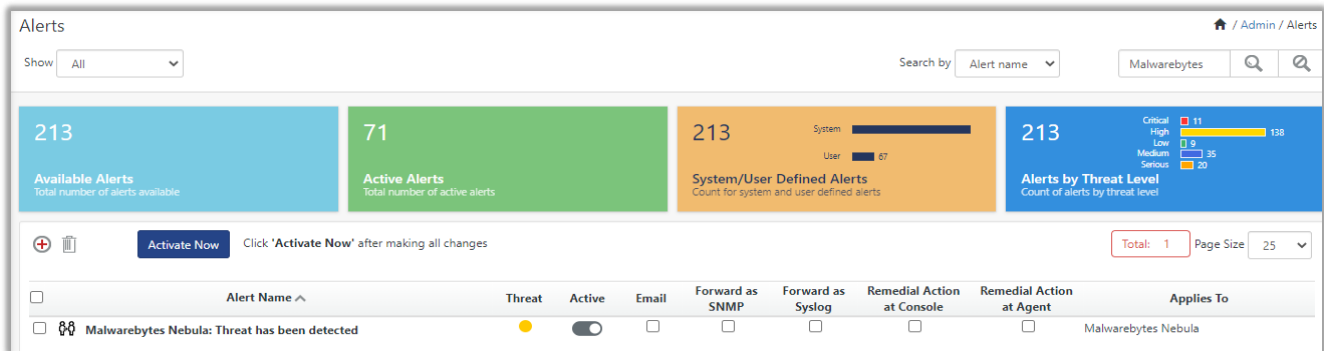 Alerts
/ Admin / Alerts
Show All
Search by Alert name Malwarebytes
213
Available Alerts
Total number of alerts available
71
Active Alerts
Total number of active alerts
213
System
User 67
System/User Defined Alerts
Count for system and user defined alerts
213
Critical 11
High 138
Low 9
Medium 35
Serious 20
Alerts by Threat Level
Count of alerts by threat level
Activate Now Click 'Activate Now' after making all changes
Total: 1 Page Size 25
Alert Name Threat Active Email Forward as SNMP Forward as Syslog Remedial Action at Console Remedial Action at Agent Applies To
Malwarebytes Nebula: Threat has been detected Malwarebytes Nebula